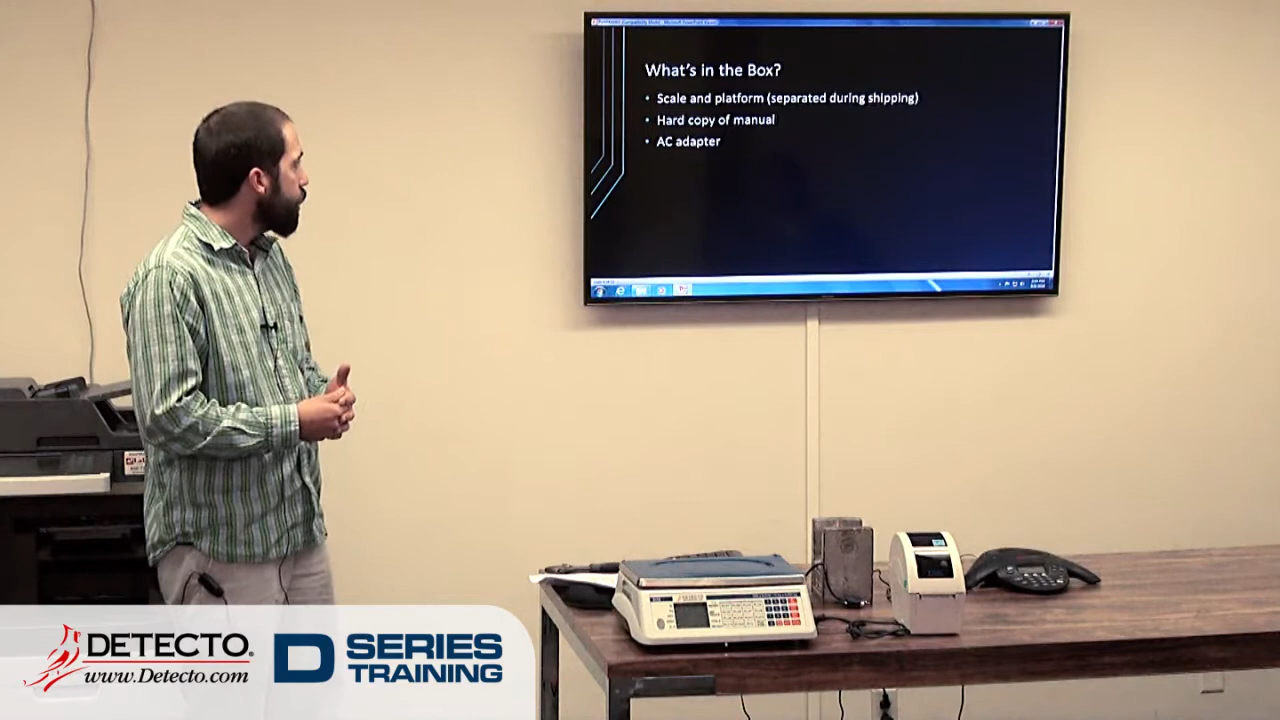 What's in the Box?
• Scale and platform (separated during shipping)
• Hard copy of manual
• AC adapter
DETECTO
DETECTO®
www.Detecto.com
D SERIES
TRAINING